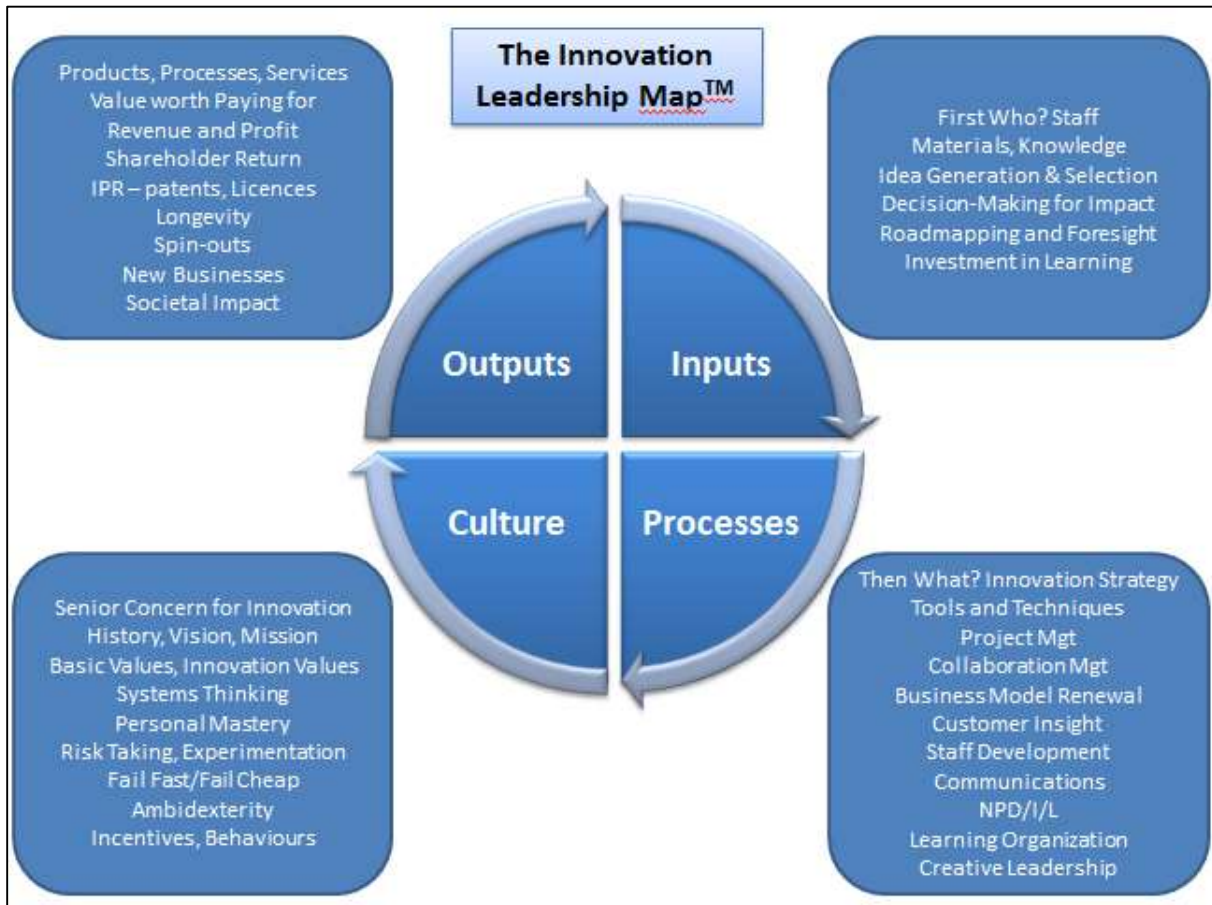 The Innovation
Leadership Map™
Products, Processes, Services
Value worth Paying for
Revenue and Profit
Shareholder Return
IPR – patents, Licences
Longevity
Spin-outs
New Businesses
Societal Impact
First Who? Staff
Materials, Knowledge
Idea Generation & Selection
Decision-Making for Impact
Roadmapping and Foresight
Investment in Learning
Outputs
Inputs
Culture
Processes
Senior Concern for Innovation
History, Vision, Mission
Basic Values, Innovation Values
Systems Thinking
Personal Mastery
Risk Taking, Experimentation
Fail Fast/Fail Cheap
Ambidexterity
Incentives, Behaviours
Then What? Innovation Strategy
Tools and Techniques
Project Mgt
Collaboration Mgt
Business Model Renewal
Customer Insight
Staff Development
Communications
NPD/I/L
Learning Organization
Creative Leadership